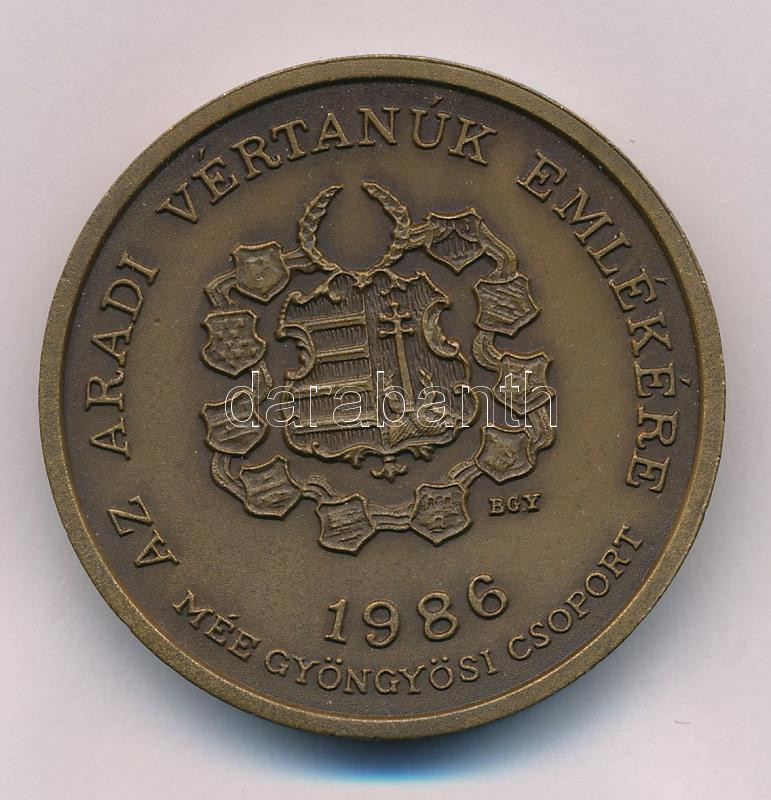 AZ ARADI VÉRTANÚK EMLÉKÉRE
BGY
1986
MÉE GYÖNGYÖSI CSOPORT
darabanth